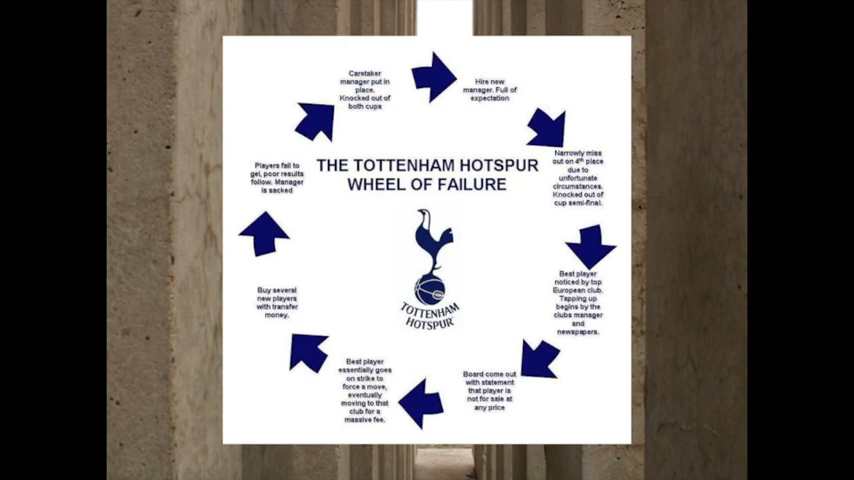 THE TOTTENHAM HOTSPUR
WHEEL OF FAILURE
Hire new
manager. Full of
expectation
Narrowly miss
out on 4th place
due to
unfortunate
circumstances.
Knocked out of
cup semi-final.
Best player
noticed by top
European club.
Tapping up
begins by the
clubs manager
and
newspapers.
Board come out
with statement
that player is
not for sale at
any price
Best player
essentially goes
on strike to
force a move,
eventually
moving to that
club for a
massive fee.
Buy several
new players
with transfer
money.
Players fail to
gel, poor results
follow. Manager
is sacked
Caretaker
manager put in
place.
Knocked out of
both cups
TOTTENHAM
HOTSPUR